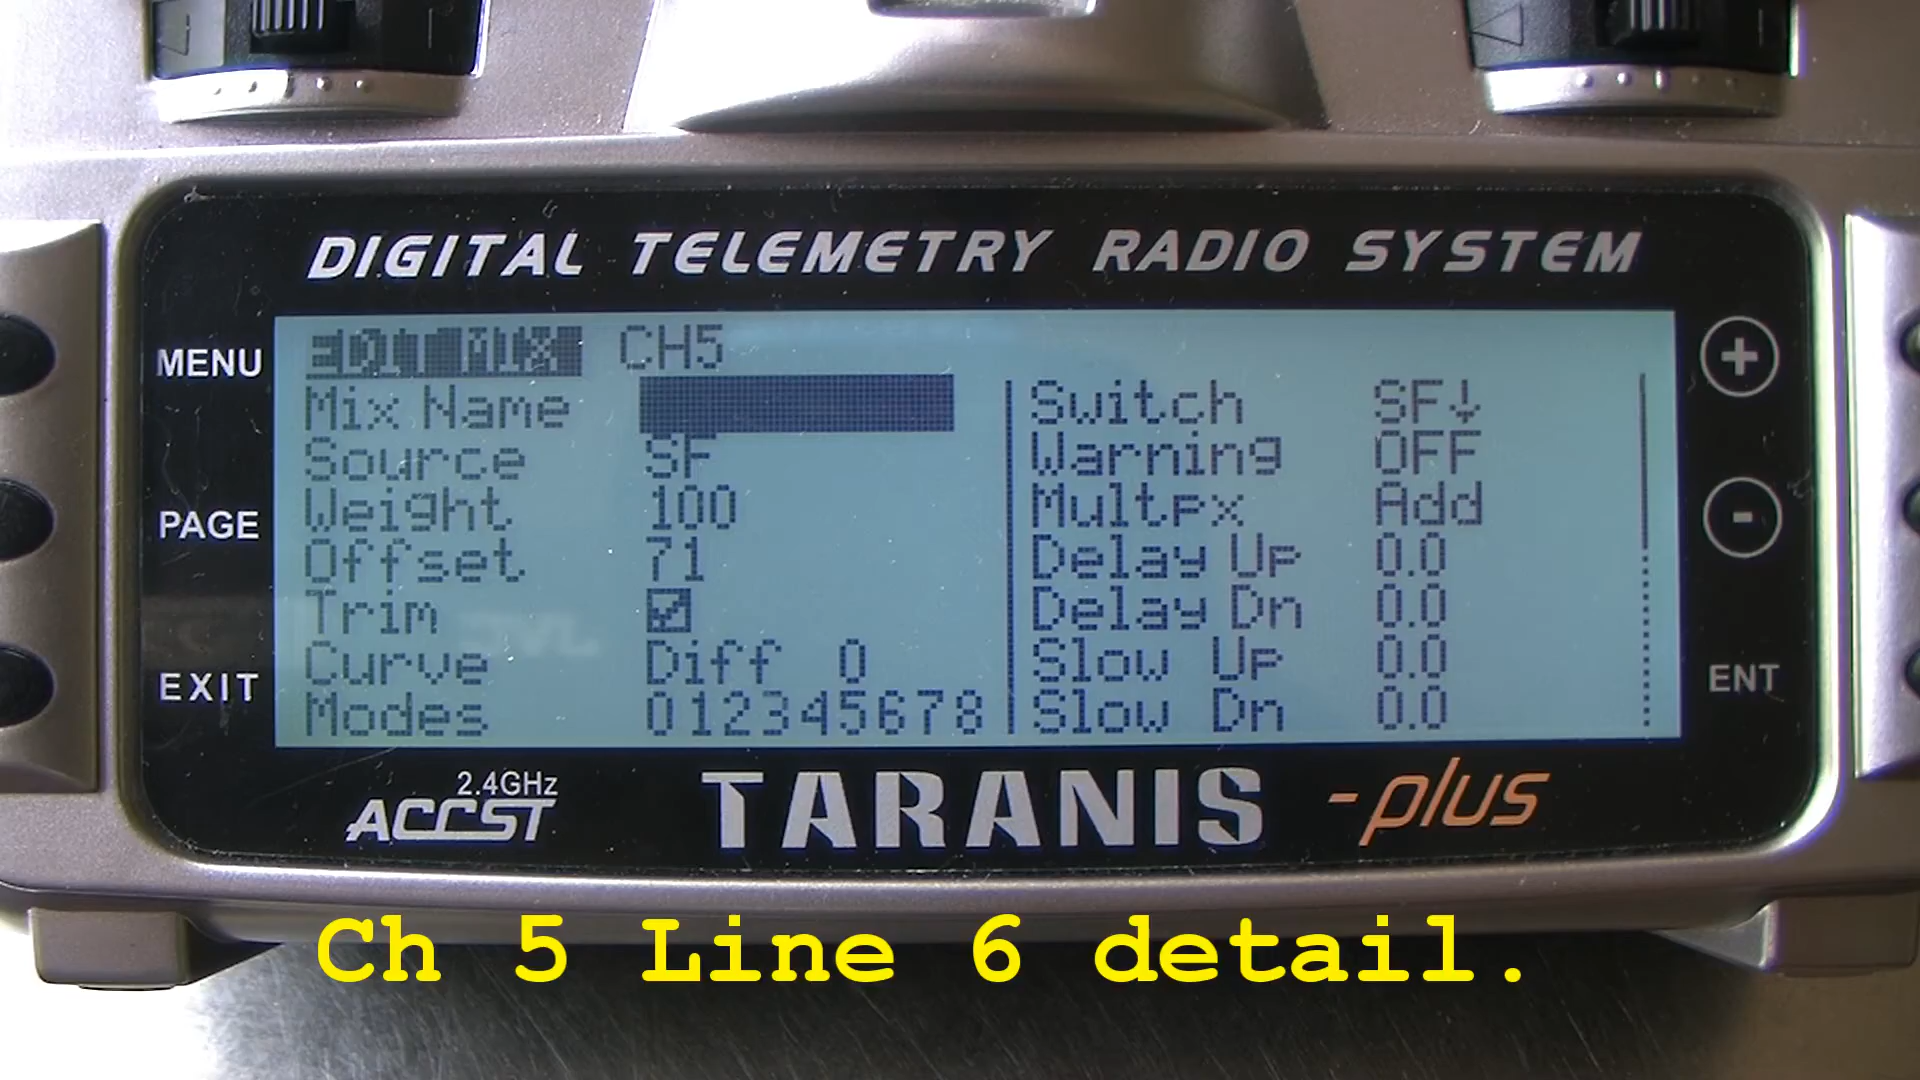 DIGITAL TELEMETRY RADIO SYSTEM
MENU
PAGE
EXIT
EDIT MIX CH5
Mix Name
Source SF
Weight 100
Offset 71
Trim
Curve Diff 0
Modes 012345678
Switch SF↓
Warning OFF
Multpx Add
Delay Up 0.0
Delay Dn 0.0
Slow Up 0.0
Slow Dn 0.0
+
-
ENT
2.4GHz
ACCST
TARANIS -plus
Ch 5 Line 6 detail.